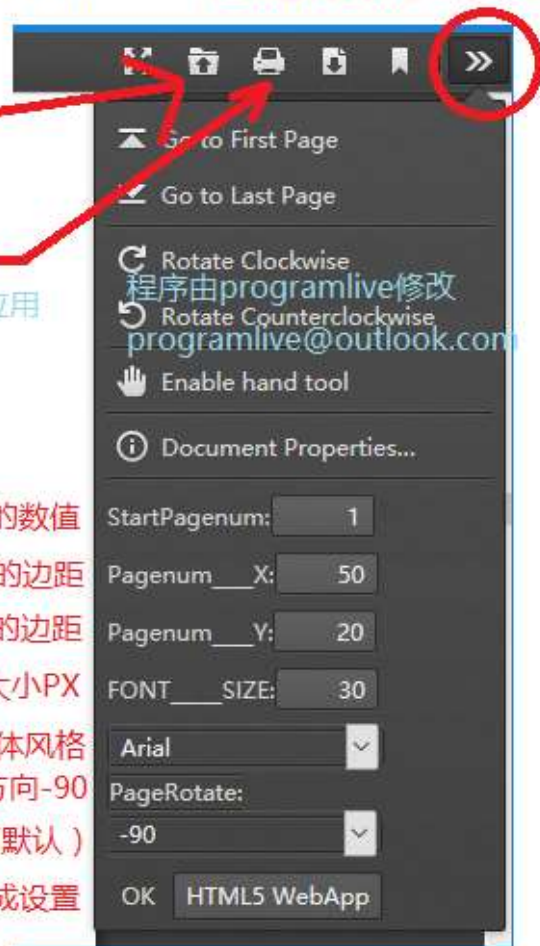 Go to First Page
Go to Last Page
Rotate Clockwise
程序由programlive修改
应用
Rotate Counterclockwise
programlive@outlook.com
Enable hand tool
Document Properties...
的数值 StartPagenum: 1
的边距 Pagenum___X: 50
的边距 Pagenum___Y: 20
大小PX FONT____SIZE: 30
体风格 Arial
方向-90 PageRotate:
默认） -90
成设置 OK HTML5 WebApp